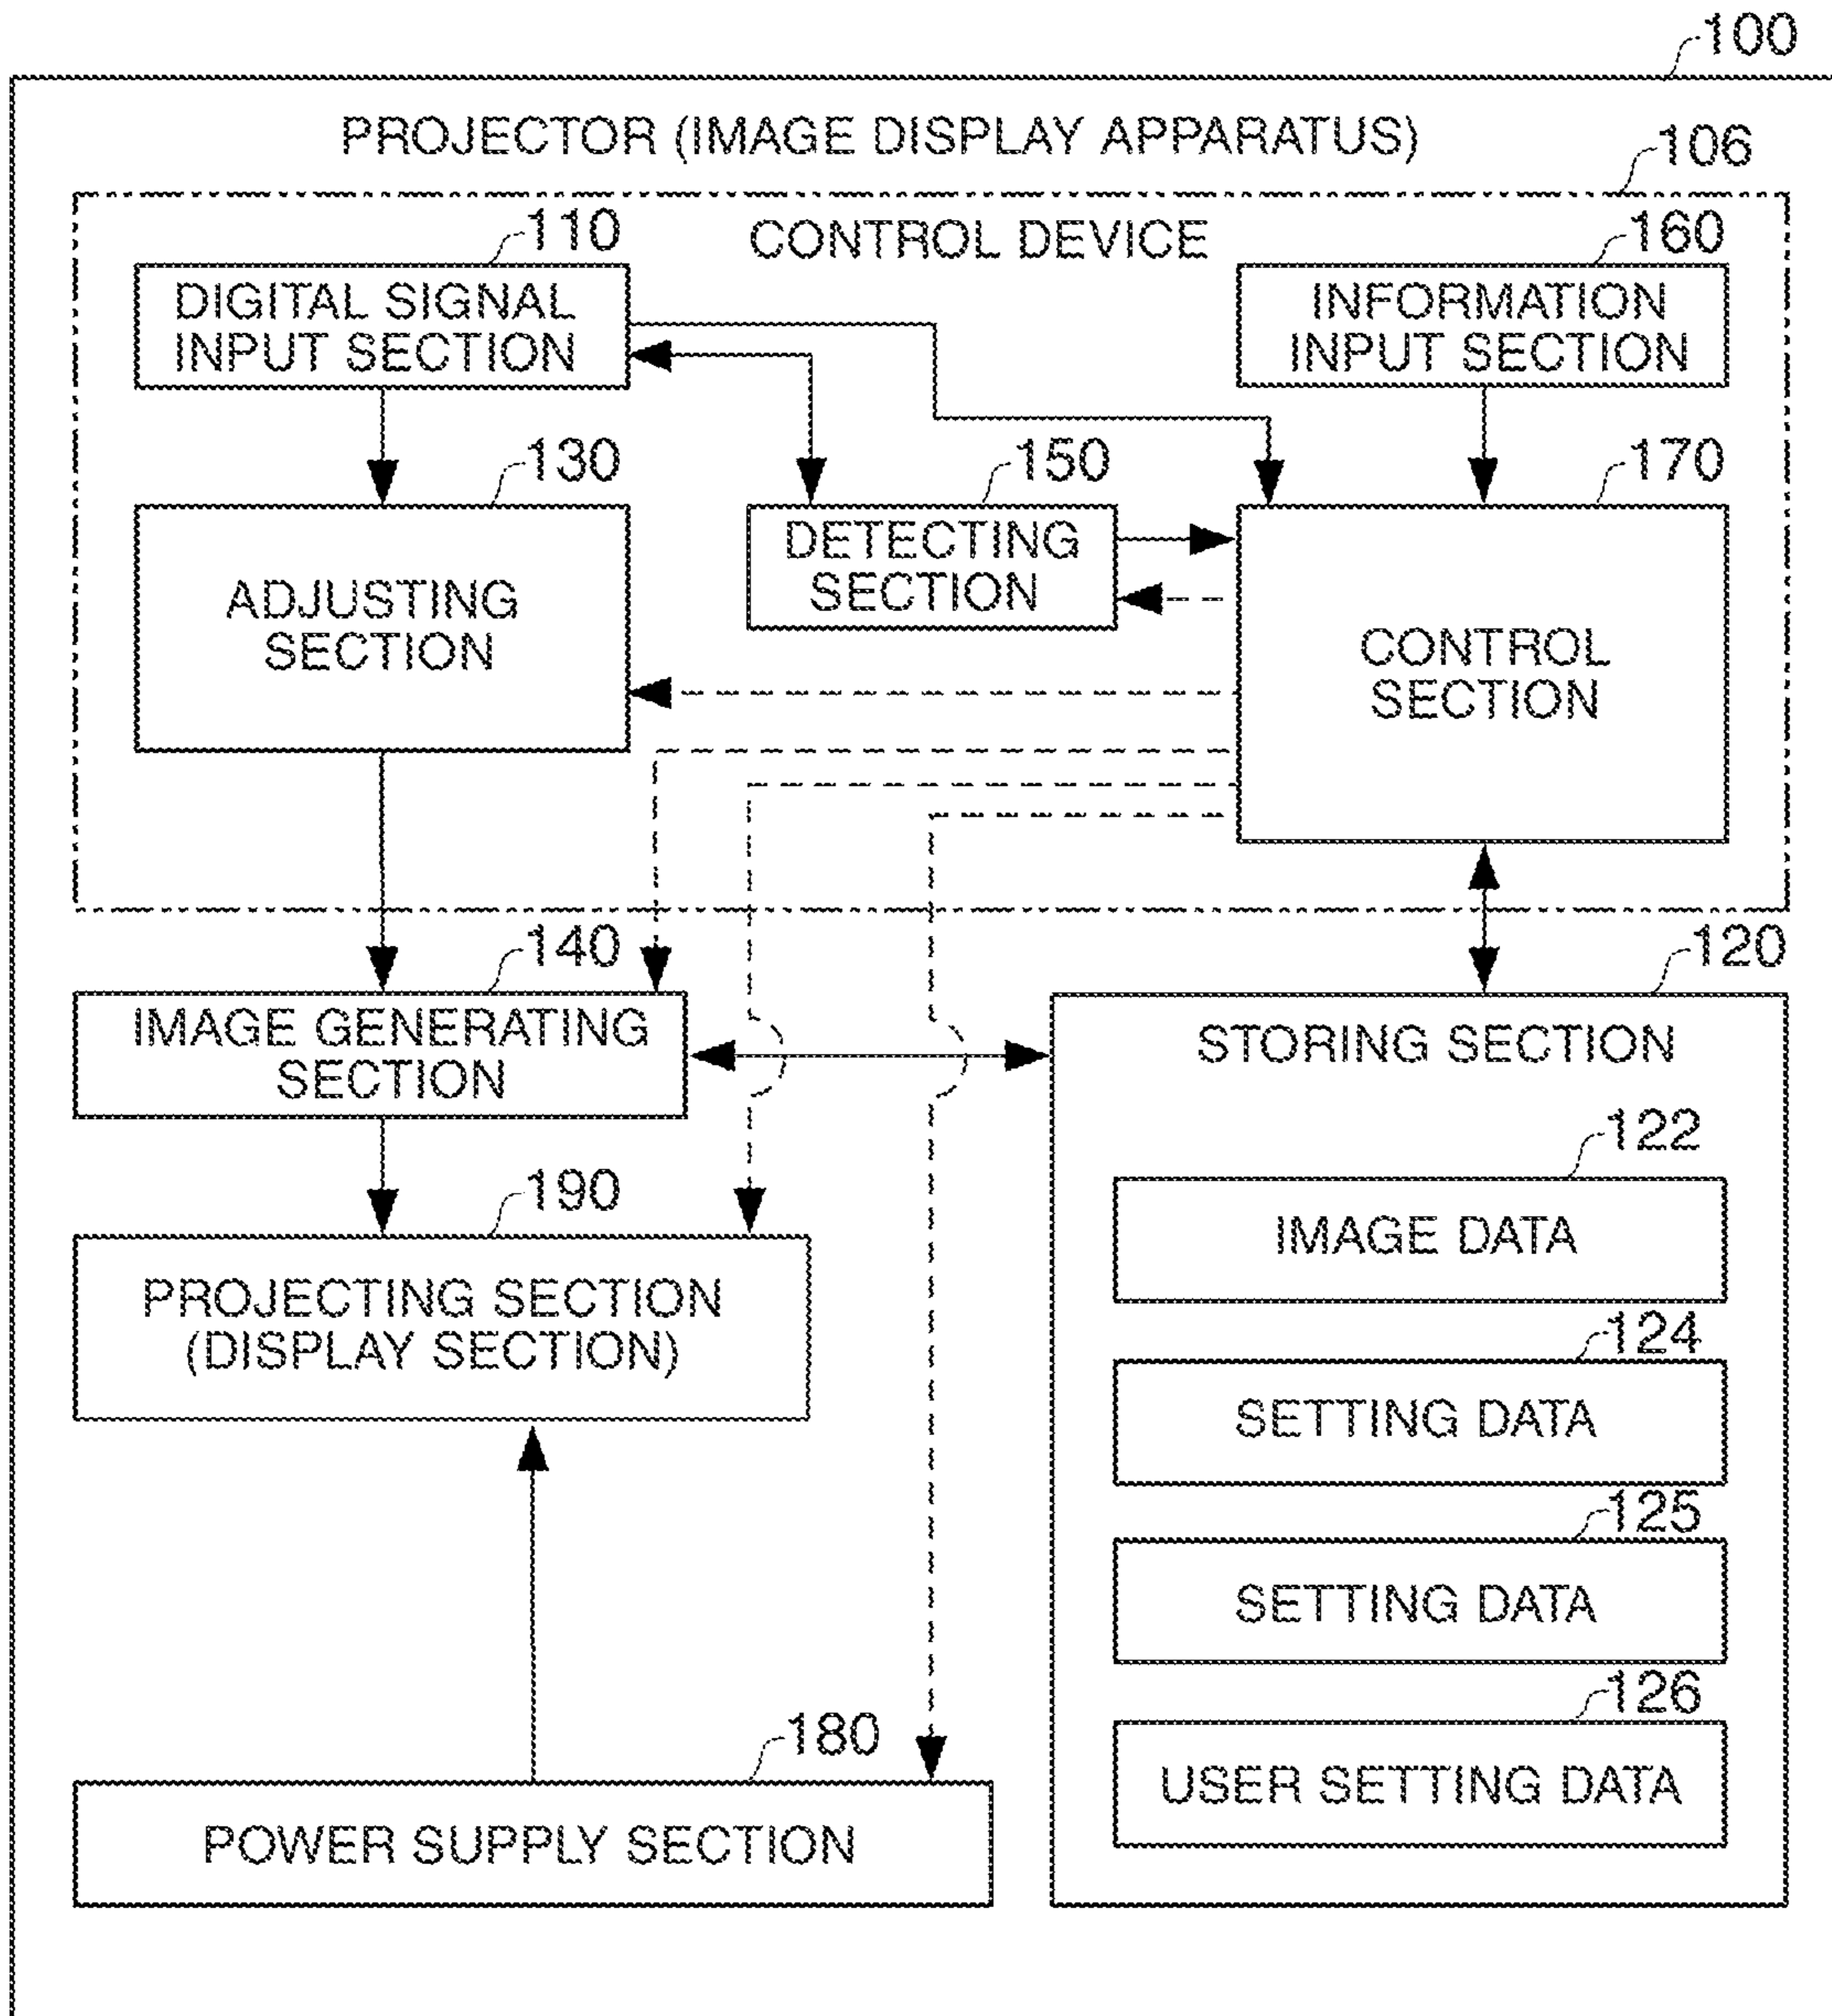 100
PROJECTOR (IMAGE DISPLAY APPARATUS)
106
CONTROL DEVICE
110
DIGITAL SIGNAL
INPUT SECTION
160
INFORMATION
INPUT SECTION
130
ADJUSTING
SECTION
150
DETECTING
SECTION
170
CONTROL
SECTION
140
IMAGE GENERATING
SECTION
120
STORING SECTION
122
IMAGE DATA
190
PROJECTING SECTION
(DISPLAY SECTION)
124
SETTING DATA
125
SETTING DATA
126
USER SETTING DATA
180
POWER SUPPLY SECTION